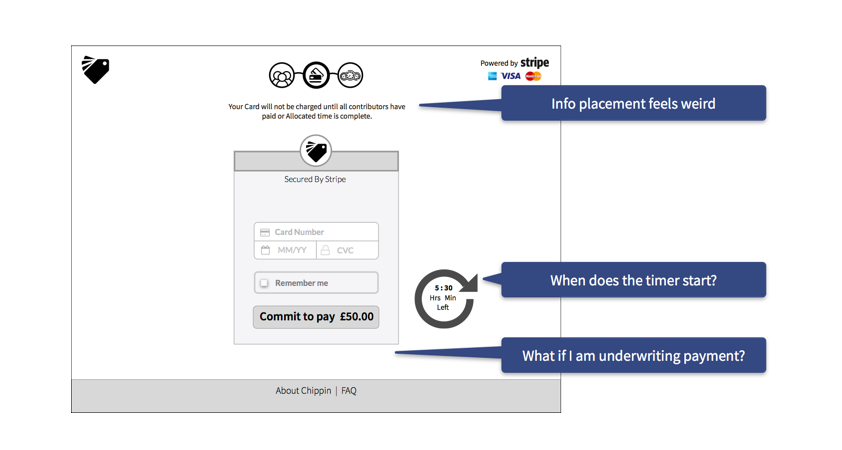 Powered by stripe
VISA
Info placement feels weird
Your Card will not be charged until all contributors have
paid or Allocated time is complete.
Secured By Stripe
Card Number
MM/YY
CVC
Remember me
Commit to pay £50.00
When does the timer start?
5 : 30
Hrs Min
Left
What if I am underwriting payment?
About Chippin | FAQ